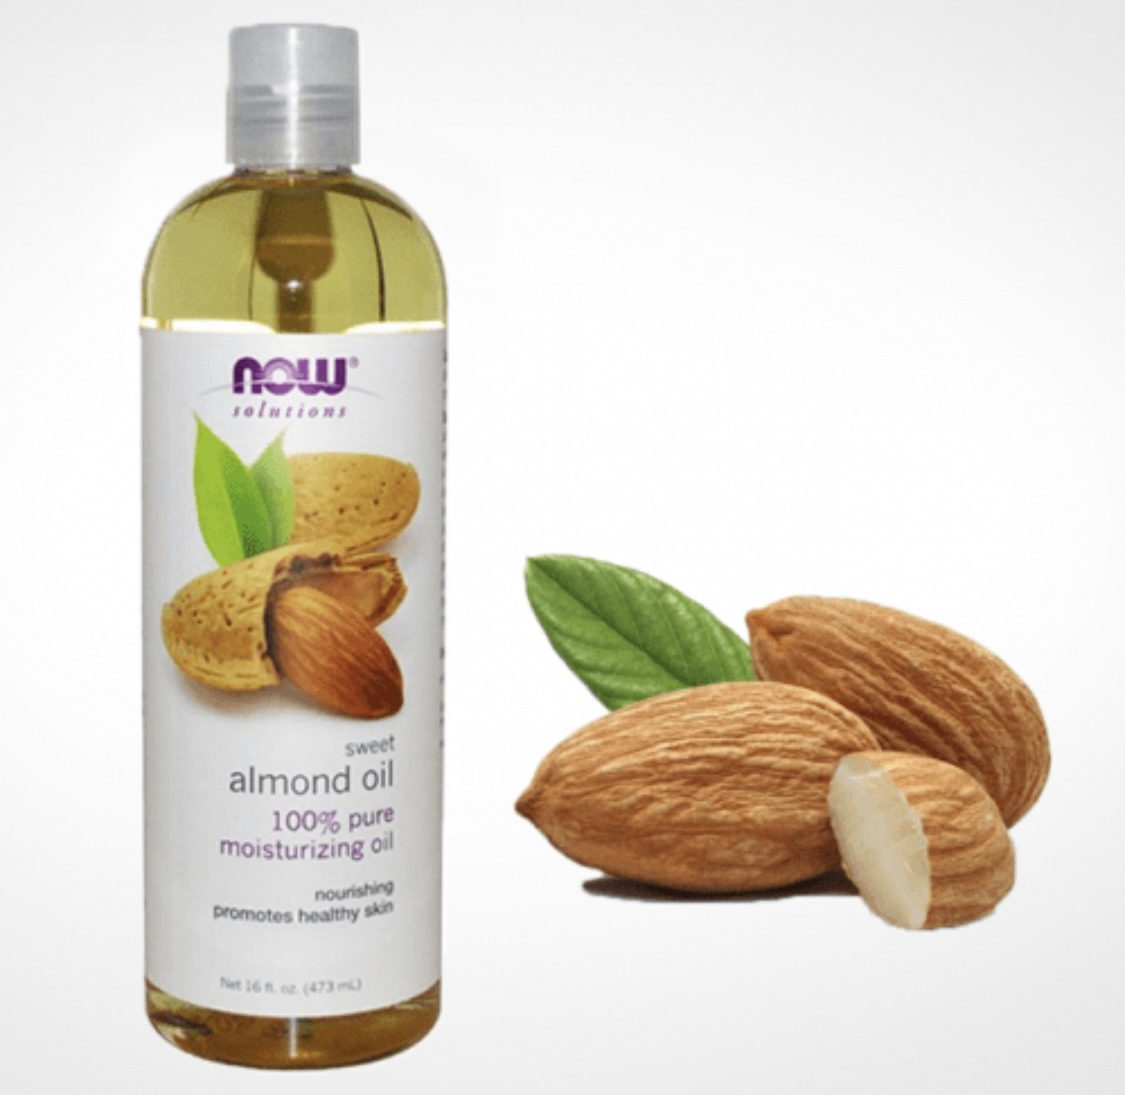 now®
solutions
sweet
almond oil
100% pure
moisturizing oil
nourishing
promotes healthy skin
Net 16 fl. oz. (473 mL)